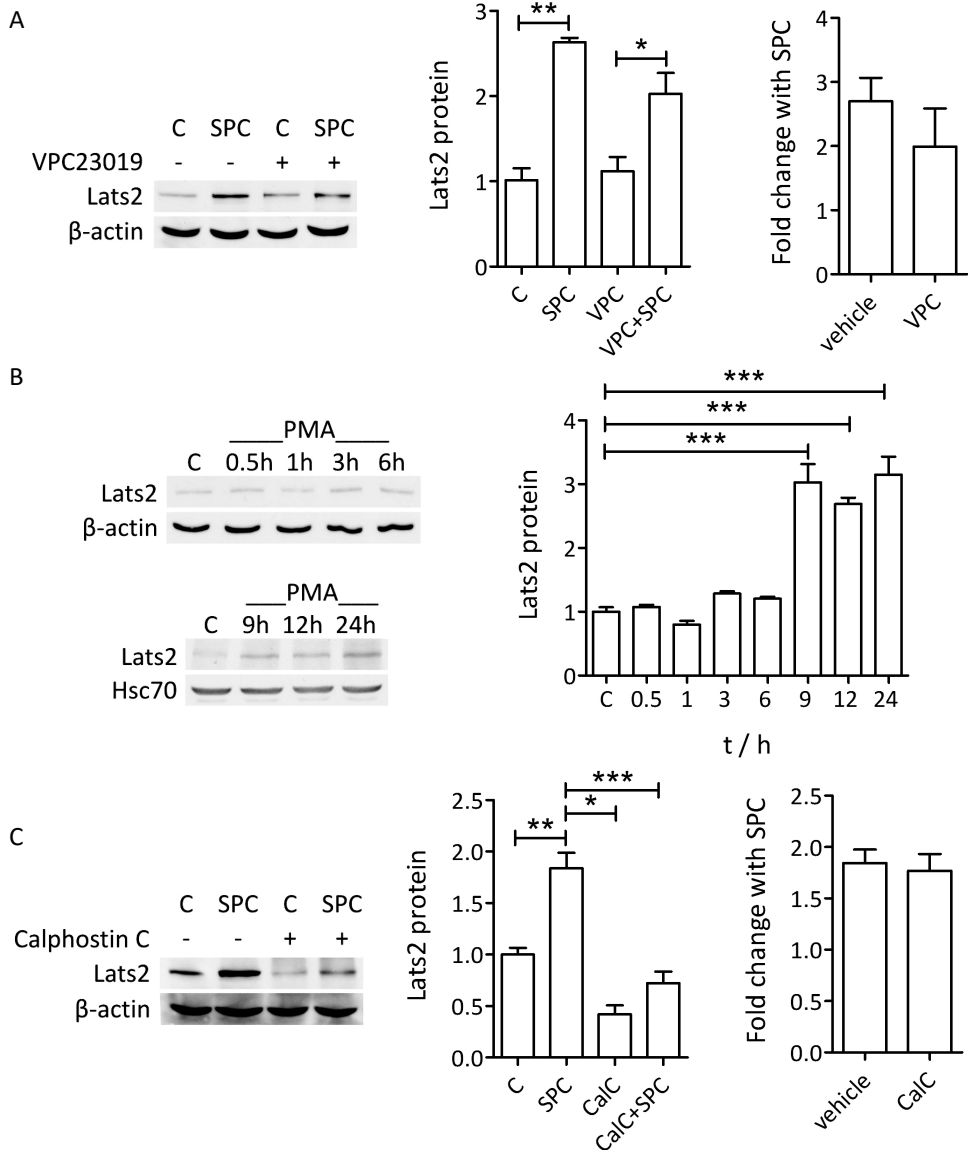 A
C SPC C SPC
VPC23019 - - + +
Lats2
β-actin
Lats2 protein
3
2
1
0
**
*
C
SPC
VPC
VPC+SPC
Fold change with SPC
4
3
2
1
0
vehicle
VPC
B
PMA
C 0.5h 1h 3h 6h
Lats2
β-actin
PMA
C 9h 12h 24h
Lats2
Hsc70
Lats2 protein
4
3
2
1
0
***
***
***
C 0.5 1 3 6 9 12 24
t / h
C
C SPC C SPC
Calphostin C - - + +
Lats2
β-actin
Lats2 protein
2.5
2.0
1.5
1.0
0.5
0.0
***
*
**
C
SPC
CalC
CalC+SPC
Fold change with SPC
2.5
2.0
1.5
1.0
0.5
0.0
vehicle
CalC